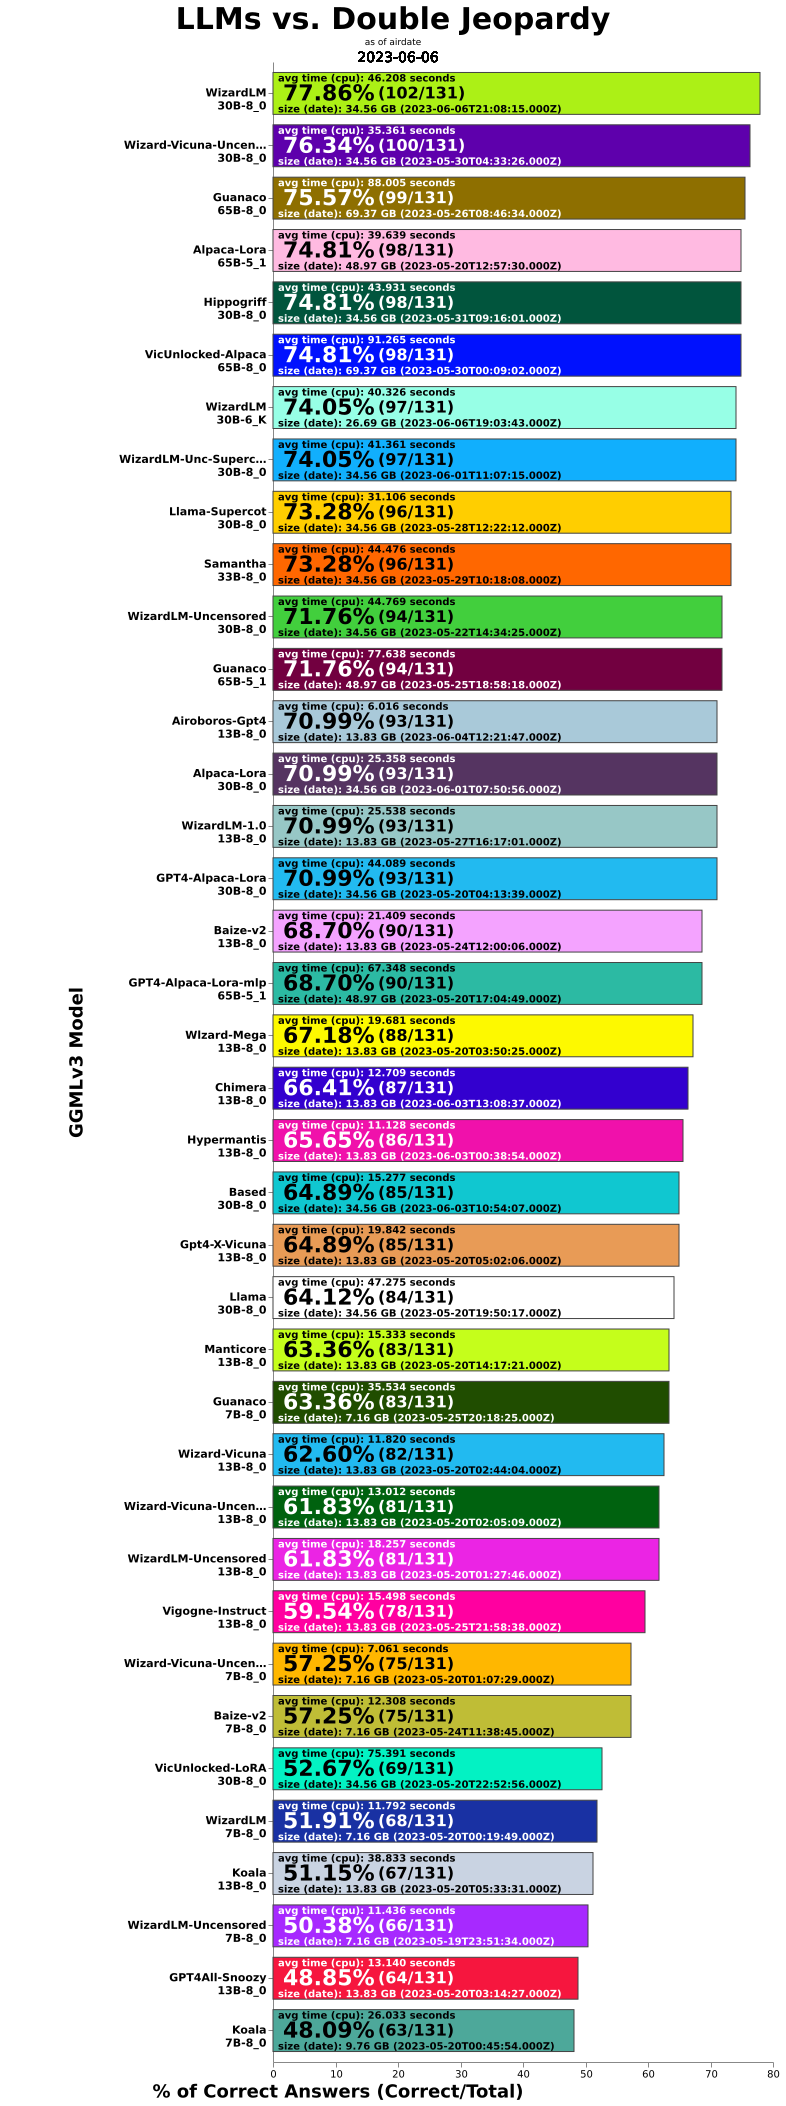 LLMs vs. Double Jeopardy
as of airdate
2023-06-06
GGMLv3 Model
WizardLM
30B-8_0
avg time (cpu): 46.208 seconds
77.86% (102/131)
size (date): 34.56 GB (2023-06-06T21:08:15.000Z)
Wizard-Vicuna-Uncen...
30B-8_0
avg time (cpu): 35.361 seconds
76.34% (100/131)
size (date): 34.56 GB (2023-05-30T04:33:26.000Z)
Guanaco
65B-8_0
avg time (cpu): 88.005 seconds
75.57% (99/131)
size (date): 69.37 GB (2023-05-26T08:46:34.000Z)
Alpaca-Lora
65B-5_1
avg time (cpu): 39.639 seconds
74.81% (98/131)
size (date): 48.97 GB (2023-05-20T12:57:30.000Z)
Hippogriff
30B-8_0
avg time (cpu): 43.931 seconds
74.81% (98/131)
size (date): 34.56 GB (2023-05-31T09:16:01.000Z)
VicUnlocked-Alpaca
65B-8_0
avg time (cpu): 91.265 seconds
74.81% (98/131)
size (date): 69.37 GB (2023-05-30T00:09:02.000Z)
WizardLM
30B-6_K
avg time (cpu): 40.326 seconds
74.05% (97/131)
size (date): 26.69 GB (2023-06-06T19:03:43.000Z)
WizardLM-Unc-Superc...
30B-8_0
avg time (cpu): 41.361 seconds
74.05% (97/131)
size (date): 34.56 GB (2023-06-01T11:07:15.000Z)
Llama-Supercot
30B-8_0
avg time (cpu): 31.106 seconds
73.28% (96/131)
size (date): 34.56 GB (2023-05-28T12:22:12.000Z)
Samantha
33B-8_0
avg time (cpu): 44.476 seconds
73.28% (96/131)
size (date): 34.56 GB (2023-05-29T10:18:08.000Z)
WizardLM-Uncensored
30B-8_0
avg time (cpu): 44.769 seconds
71.76% (94/131)
size (date): 34.56 GB (2023-05-22T14:34:25.000Z)
Guanaco
65B-5_1
avg time (cpu): 77.638 seconds
71.76% (94/131)
size (date): 48.97 GB (2023-05-25T18:58:18.000Z)
Airoboros-Gpt4
13B-8_0
avg time (cpu): 6.016 seconds
70.99% (93/131)
size (date): 13.83 GB (2023-06-04T12:21:47.000Z)
Alpaca-Lora
30B-8_0
avg time (cpu): 25.358 seconds
70.99% (93/131)
size (date): 34.56 GB (2023-06-01T07:50:56.000Z)
WizardLM-1.0
13B-8_0
avg time (cpu): 25.538 seconds
70.99% (93/131)
size (date): 13.83 GB (2023-05-27T16:17:01.000Z)
GPT4-Alpaca-Lora
30B-8_0
avg time (cpu): 44.089 seconds
70.99% (93/131)
size (date): 34.56 GB (2023-05-20T04:13:39.000Z)
Baize-v2
13B-8_0
avg time (cpu): 21.409 seconds
68.70% (90/131)
size (date): 13.83 GB (2023-05-24T12:00:06.000Z)
GPT4-Alpaca-Lora-mlp
65B-5_1
avg time (cpu): 67.348 seconds
68.70% (90/131)
size (date): 48.97 GB (2023-05-20T17:04:49.000Z)
WIzard-Mega
13B-8_0
avg time (cpu): 19.681 seconds
67.18% (88/131)
size (date): 13.83 GB (2023-05-20T03:50:25.000Z)
Chimera
13B-8_0
avg time (cpu): 12.709 seconds
66.41% (87/131)
size (date): 13.83 GB (2023-06-03T13:08:37.000Z)
Hypermantis
13B-8_0
avg time (cpu): 11.128 seconds
65.65% (86/131)
size (date): 13.83 GB (2023-06-03T00:38:54.000Z)
Based
30B-8_0
avg time (cpu): 15.277 seconds
64.89% (85/131)
size (date): 34.56 GB (2023-06-03T10:54:07.000Z)
Gpt4-X-Vicuna
13B-8_0
avg time (cpu): 19.842 seconds
64.89% (85/131)
size (date): 13.83 GB (2023-05-20T05:02:06.000Z)
Llama
30B-8_0
avg time (cpu): 47.275 seconds
64.12% (84/131)
size (date): 34.56 GB (2023-05-20T19:50:17.000Z)
Manticore
13B-8_0
avg time (cpu): 15.333 seconds
63.36% (83/131)
size (date): 13.83 GB (2023-05-20T14:17:21.000Z)
Guanaco
7B-8_0
avg time (cpu): 35.534 seconds
63.36% (83/131)
size (date): 7.16 GB (2023-05-25T20:18:25.000Z)
Wizard-Vicuna
13B-8_0
avg time (cpu): 11.820 seconds
62.60% (82/131)
size (date): 13.83 GB (2023-05-20T02:44:04.000Z)
Wizard-Vicuna-Uncen...
13B-8_0
avg time (cpu): 13.012 seconds
61.83% (81/131)
size (date): 13.83 GB (2023-05-20T02:05:09.000Z)
WizardLM-Uncensored
13B-8_0
avg time (cpu): 18.257 seconds
61.83% (81/131)
size (date): 13.83 GB (2023-05-20T01:27:46.000Z)
Vigogne-Instruct
13B-8_0
avg time (cpu): 15.498 seconds
59.54% (78/131)
size (date): 13.83 GB (2023-05-25T21:58:38.000Z)
Wizard-Vicuna-Uncen...
7B-8_0
avg time (cpu): 7.061 seconds
57.25% (75/131)
size (date): 7.16 GB (2023-05-20T01:07:29.000Z)
Baize-v2
7B-8_0
avg time (cpu): 12.308 seconds
57.25% (75/131)
size (date): 7.16 GB (2023-05-24T11:38:45.000Z)
VicUnlocked-LoRA
30B-8_0
avg time (cpu): 75.391 seconds
52.67% (69/131)
size (date): 34.56 GB (2023-05-20T22:52:56.000Z)
WizardLM
7B-8_0
avg time (cpu): 11.792 seconds
51.91% (68/131)
size (date): 7.16 GB (2023-05-20T00:19:49.000Z)
Koala
13B-8_0
avg time (cpu): 38.833 seconds
51.15% (67/131)
size (date): 13.83 GB (2023-05-20T05:33:31.000Z)
WizardLM-Uncensored
7B-8_0
avg time (cpu): 11.436 seconds
50.38% (66/131)
size (date): 7.16 GB (2023-05-19T23:51:34.000Z)
GPT4All-Snoozy
13B-8_0
avg time (cpu): 13.140 seconds
48.85% (64/131)
size (date): 13.83 GB (2023-05-20T03:14:27.000Z)
Koala
7B-8_0
avg time (cpu): 26.033 seconds
48.09% (63/131)
size (date): 9.76 GB (2023-05-20T00:45:54.000Z)
0 10 20 30 40 50 60 70 80
% of Correct Answers (Correct/Total)